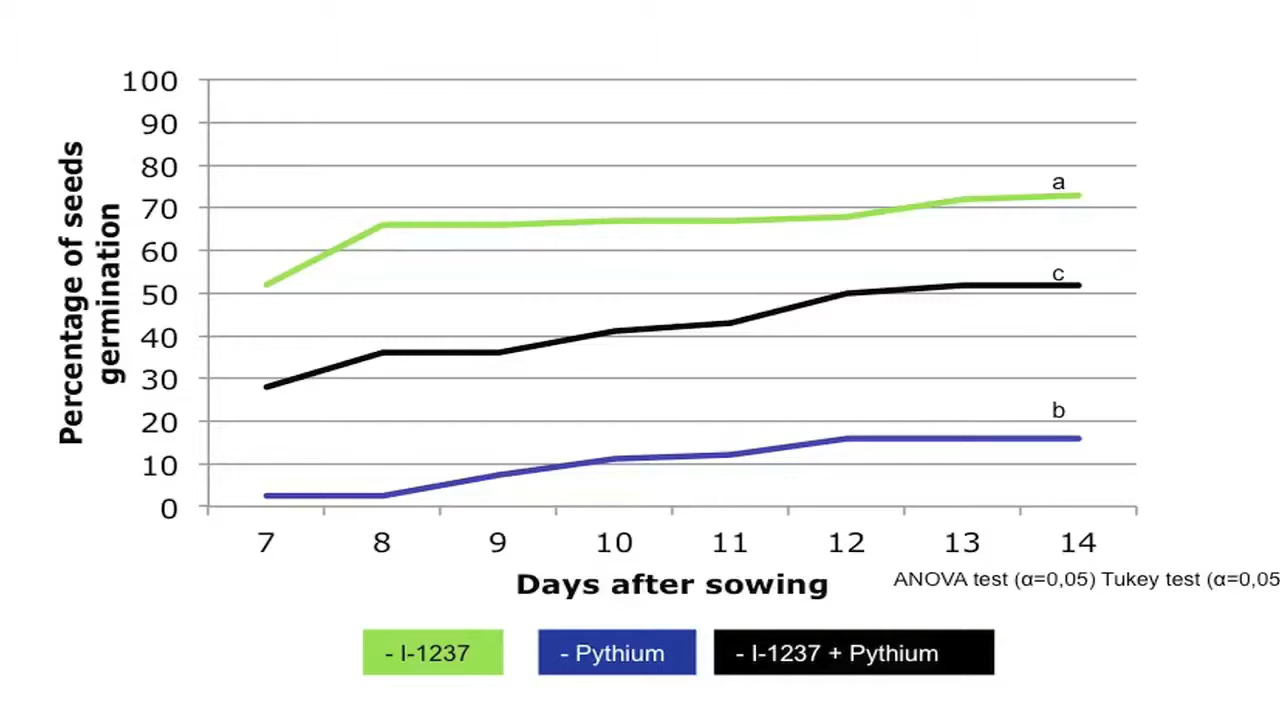 100
90
80
70
60
50
40
30
20
10
0
Percentage of seeds
germination
a
c
b
7 8 9 10 11 12 13 14
Days after sowing
ANOVA test (α=0,05) Tukey test (α=0,05
- I-1237
- Pythium
- I-1237 + Pythium